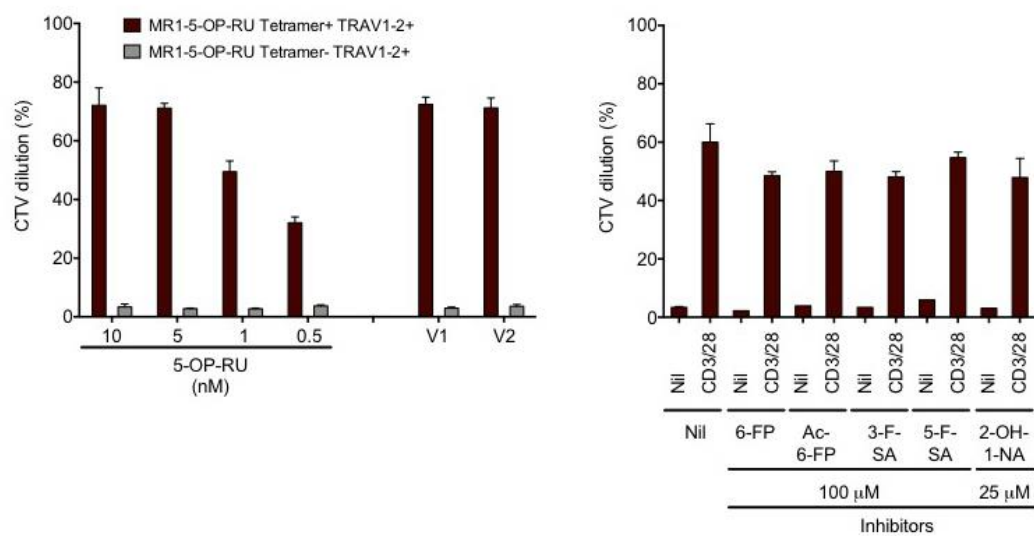 CTV dilution (%)
100
80
60
40
20
0
MR1-5-OP-RU Tetramer+ TRAV1-2+
MR1-5-OP-RU Tetramer- TRAV1-2+
10 5 1 0.5 V1 V2
5-OP-RU
(nM)
CTV dilution (%)
100
80
60
40
20
0
Nil CD3/28 Nil CD3/28 Nil CD3/28 Nil CD3/28 Nil CD3/28 Nil CD3/28
Nil 6-FP Ac- 3-F- 5-F- 2-OH-
6-FP SA SA 1-NA
100 μM 25 μM
Inhibitors